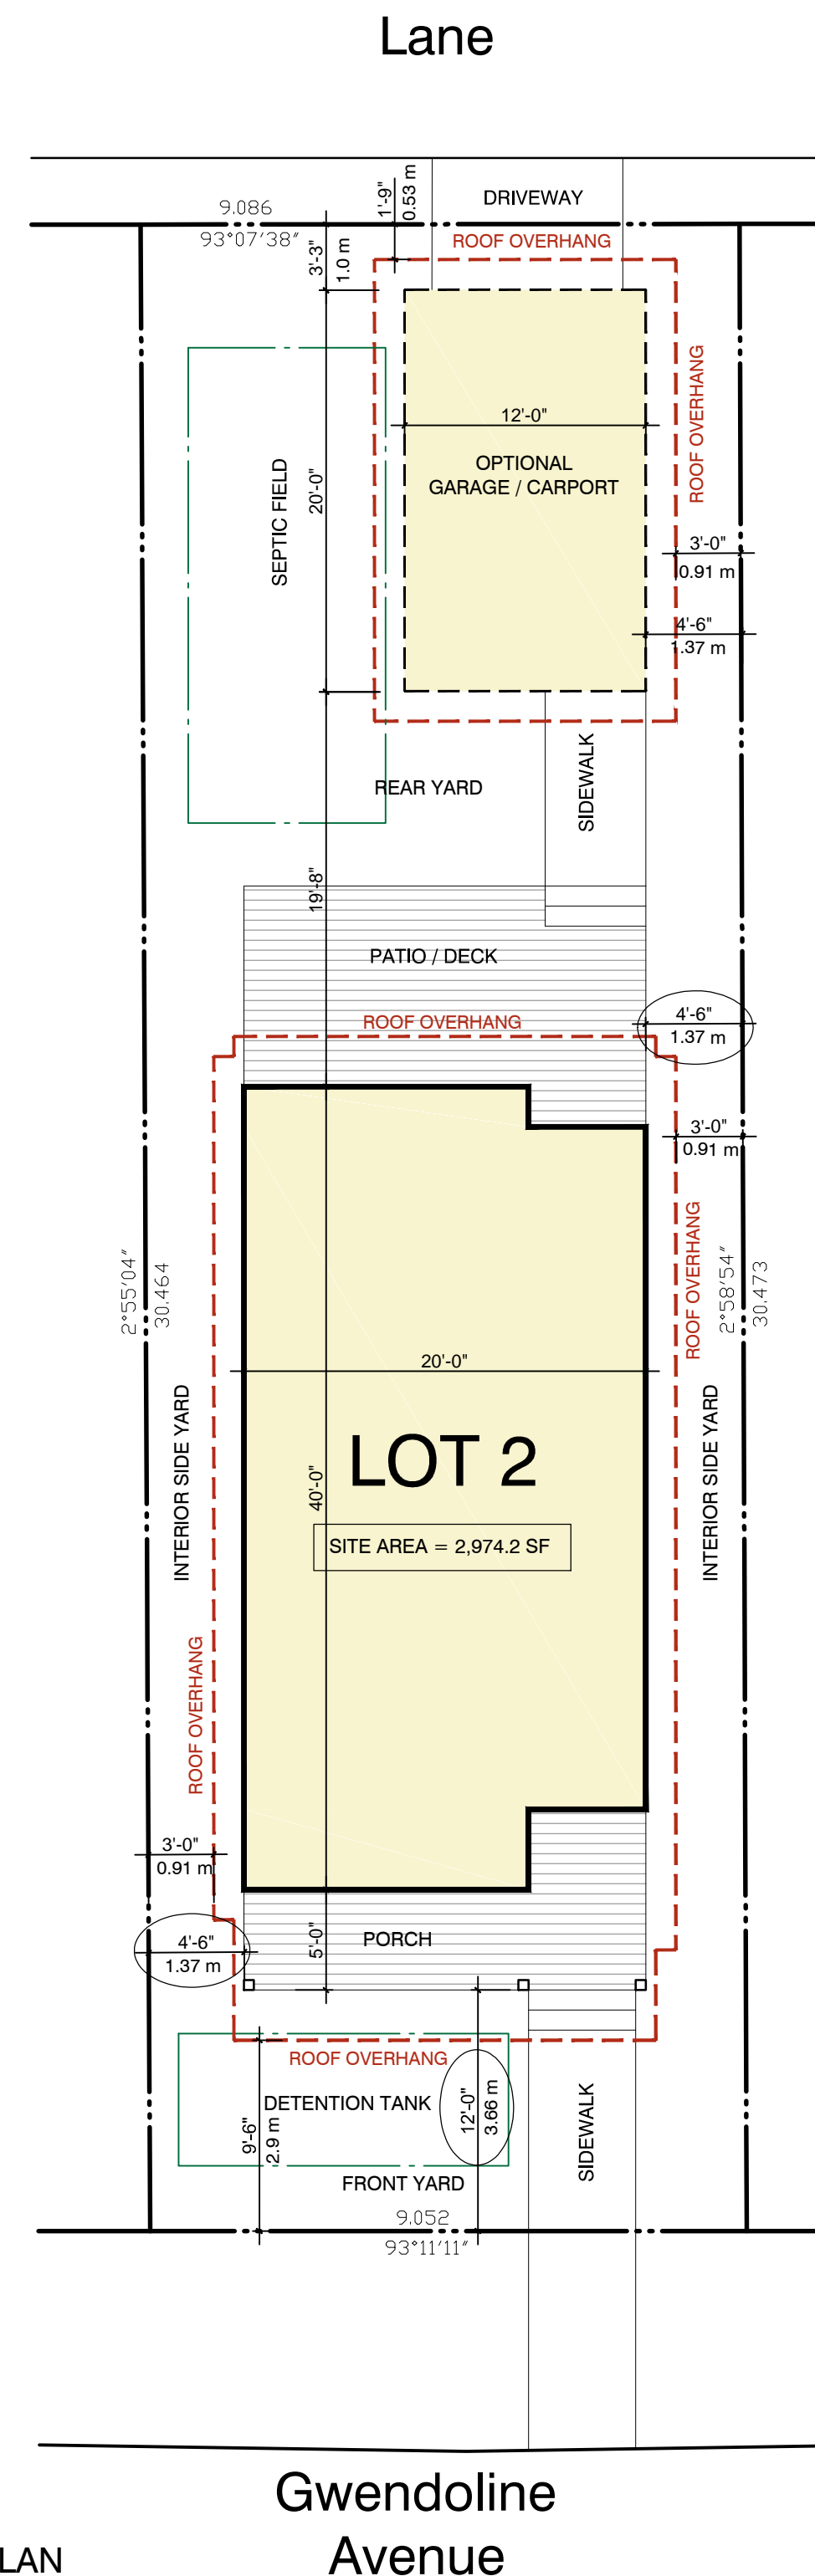 Lane
1'-9"
0.53 m
DRIVEWAY
9.086
93°07'38"
3'-3"
1.0 m
ROOF OVERHANG
ROOF OVERHANG
12'-0"
OPTIONAL
GARAGE / CARPORT
SEPTIC FIELD
20'-0"
3'-0"
0.91 m
4'-6"
1.37 m
SIDEWALK
REAR YARD
19'-8"
PATIO / DECK
ROOF OVERHANG
4'-6"
1.37 m
3'-0"
0.91 m
ROOF OVERHANG
2°55'04"
30.464
2°58'54"
30.473
20'-0"
INTERIOR SIDE YARD
INTERIOR SIDE YARD
LOT 2
40'-0"
SITE AREA = 2,974.2 SF
ROOF OVERHANG
3'-0"
0.91 m
4'-6"
1.37 m
5'-0"
PORCH
ROOF OVERHANG
DETENTION TANK
9'-6"
2.9 m
12'-0"
3.66 m
SIDEWALK
FRONT YARD
9.052
93°11'11"
Gwendoline
Avenue
LAN